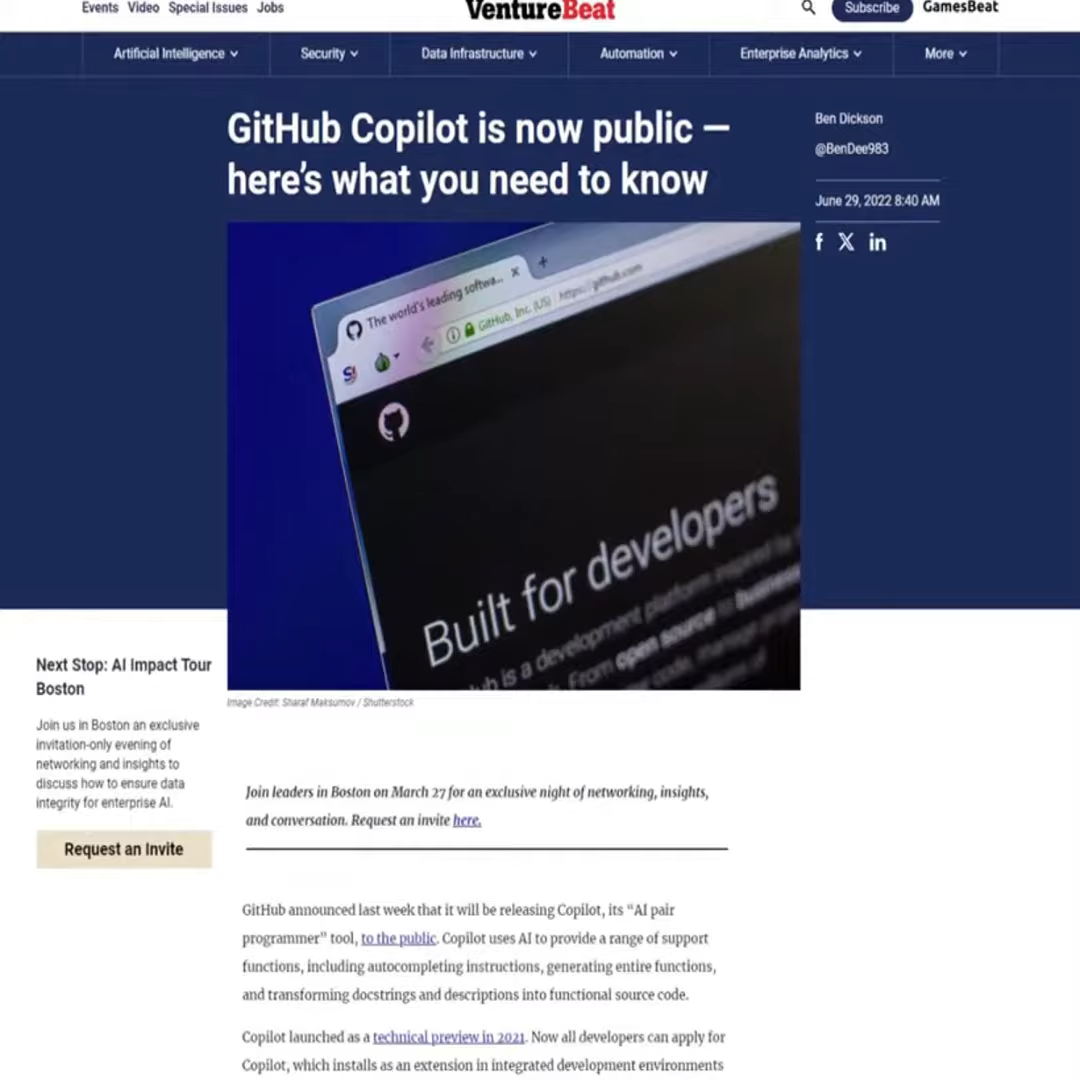 Events Video Special Issues Jobs
VentureBeat
Subscribe
GamesBeat
Artificial Intelligence
Security
Data Infrastructure
Automation
Enterprise Analytics
More
GitHub Copilot is now public —
here's what you need to know
Ben Dickson
@BenDee983
June 29, 2022 8:40 AM
The world's leading softwa...
GitHub, Inc. (US) https://github.com
Built for developers
is a development platform inspired
From open source to business
code, manage
Image Credit: Sharaf Maksumov / Shutterstock
Next Stop: AI Impact Tour
Boston
Join us in Boston an exclusive
invitation-only evening of
networking and insights to
discuss how to ensure data
integrity for enterprise AI.
Request an Invite
Join leaders in Boston on March 27 for an exclusive night of networking, insights,
and conversation. Request an invite here.
GitHub announced last week that it will be releasing Copilot, its “AI pair
programmer” tool, to the public. Copilot uses AI to provide a range of support
functions, including autocompleting instructions, generating entire functions,
and transforming docstrings and descriptions into functional source code.
Copilot launched as a technical preview in 2021. Now all developers can apply for
Copilot, which installs as an extension in integrated development environments